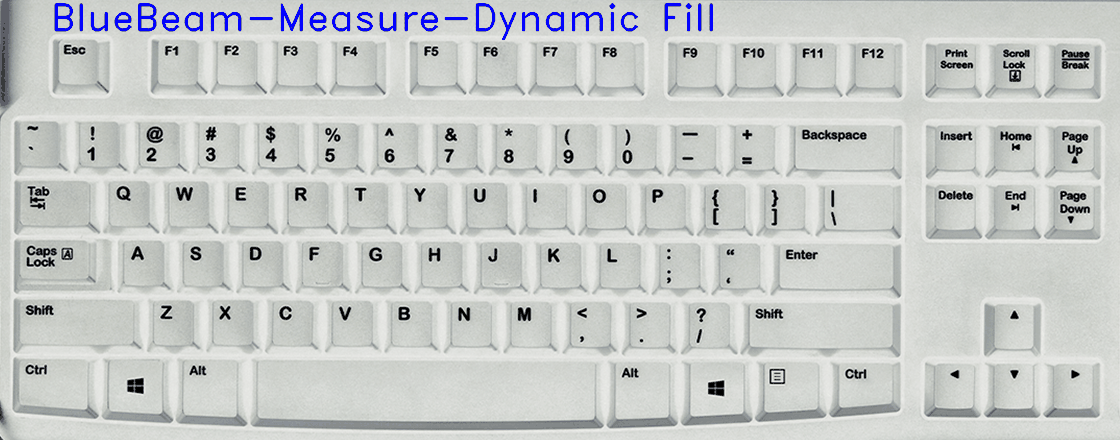 BlueBeam-Measure-Dynamic Fill
Esc F1 F2 F3 F4 F5 F6 F7 F8 F9 F10 F11 F12 Print Screen Scroll Lock Pause Break
~ ! @ # $ % ^ & * ( ) — + Backspace Insert Home Page Up
` 1 2 3 4 5 6 7 8 9 0 - =
Tab Q W E R T Y U I O P { } | Delete End Page Down
[ ] \
Caps Lock A A S D F G H J K L : “ Enter
; ‘
Shift Z X C V B N M < > ? Shift
, . /
Ctrl Alt Alt Ctrl